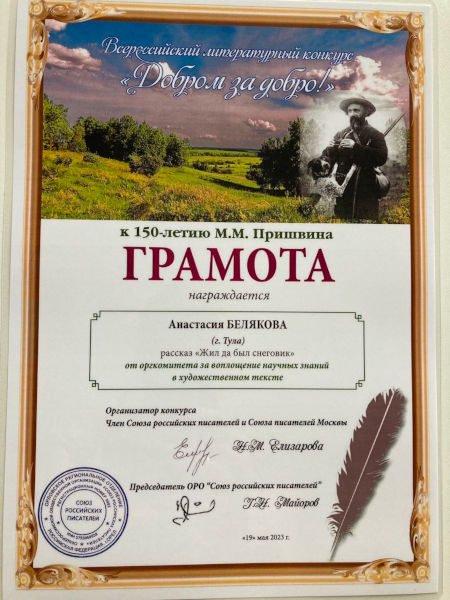 Всероссийский литературный конкурс
«Добром за добро!»
к 150-летию М.М. Пришвина
ГРАМОТА
награждается
Анастасия БЕЛЯКОВА
(г. Тула)
рассказ «Жил да был снеговик»
от оргкомитета за воплощение научных знаний
в художественном тексте
Организатор конкурса
Член Союза российских писателей и Союза писателей Москвы
Н.М. Елизарова
Председатель ОРО "Союз российских писателей"
Г.Н. Майоров
«19» мая 2023 г.
СОЮЗ
РОССИЙСКИХ
ПИСАТЕЛЕЙ